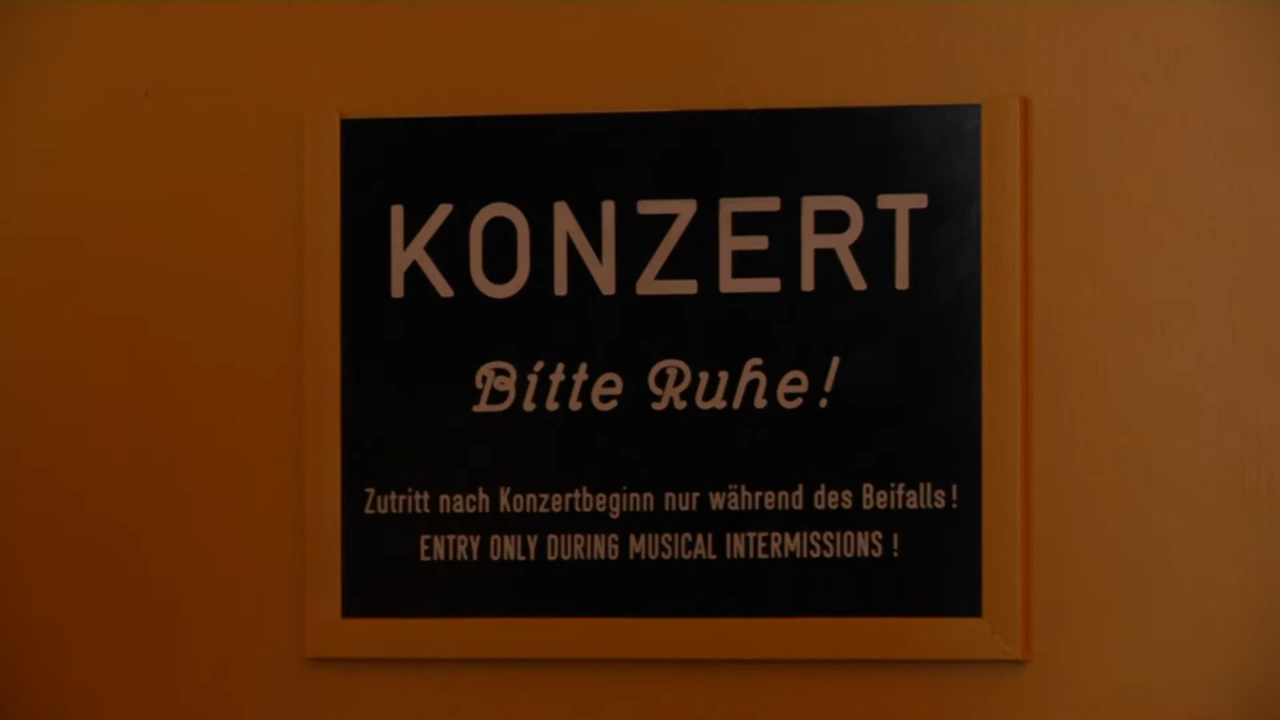 KONZERT
Bitte Ruhe!
Zutritt nach Konzertbeginn nur während des Beifalls!
ENTRY ONLY DURING MUSICAL INTERMISSIONS !